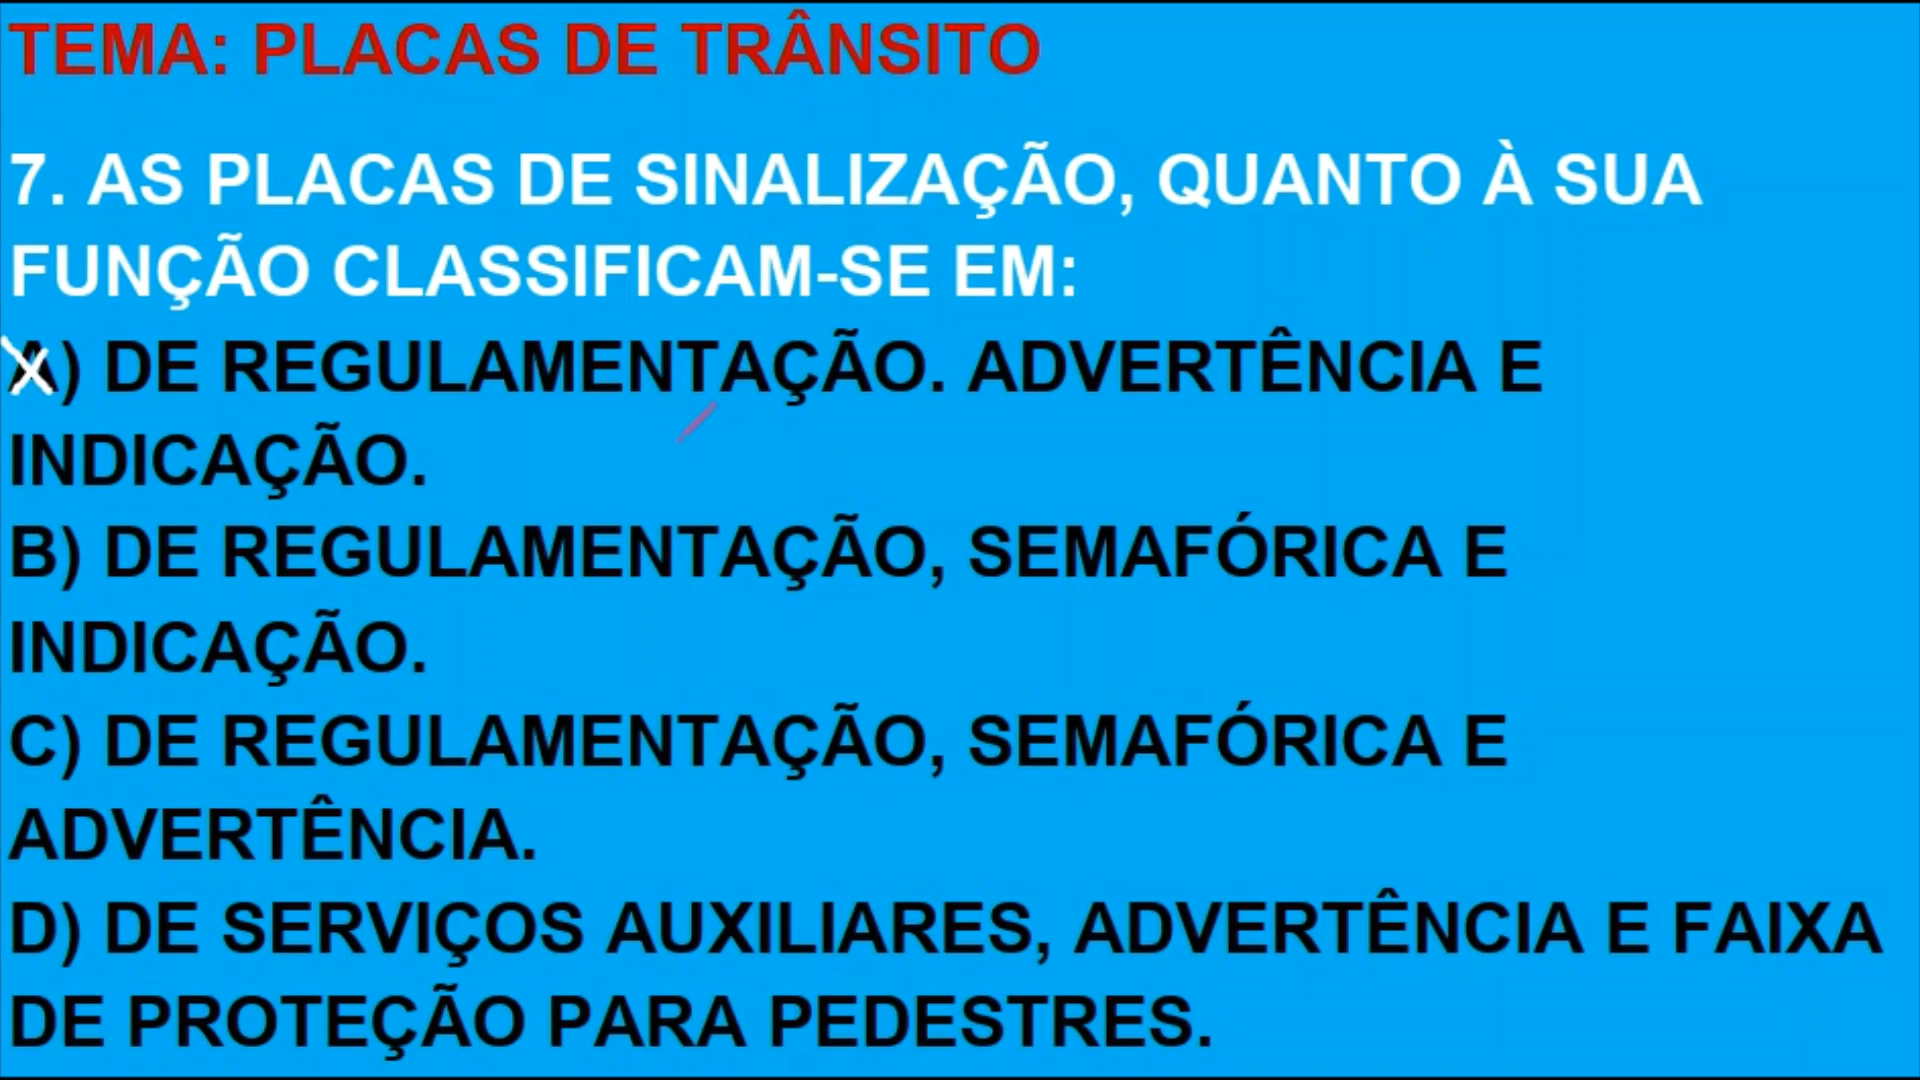 TEMA: PLACAS DE TRÂNSITO
7. AS PLACAS DE SINALIZAÇÃO, QUANTO À SUA
FUNÇÃO CLASSIFICAM-SE EM:
A) DE REGULAMENTAÇÃO. ADVERTÊNCIA E
INDICAÇÃO.
B) DE REGULAMENTAÇÃO, SEMAFÓRICA E
INDICAÇÃO.
C) DE REGULAMENTAÇÃO, SEMAFÓRICA E
ADVERTÊNCIA.
D) DE SERVIÇOS AUXILIARES, ADVERTÊNCIA E FAIXA
DE PROTEÇÃO PARA PEDESTRES.